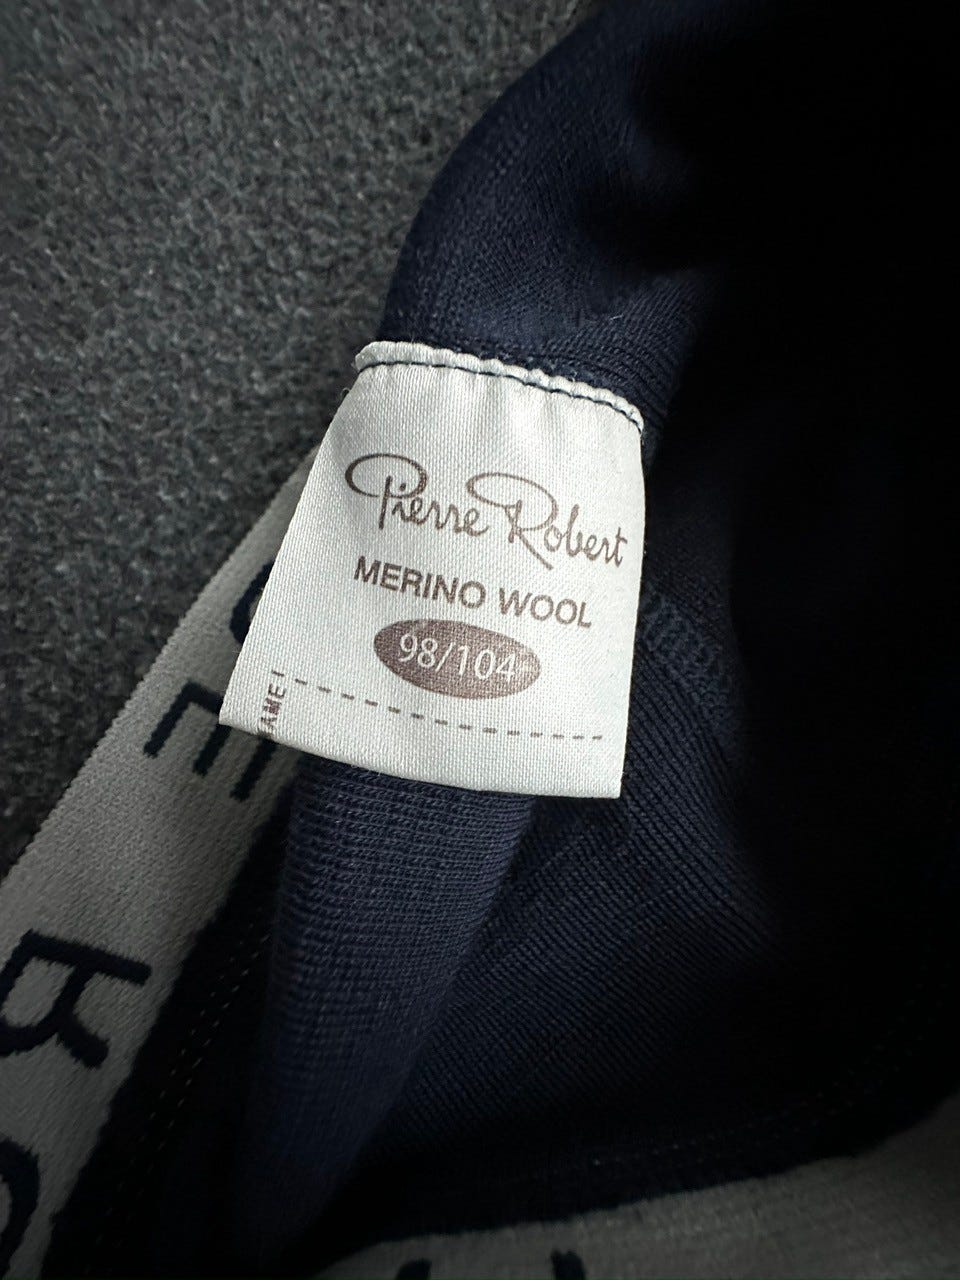 Pierre Robert
MERINO WOOL
98/104